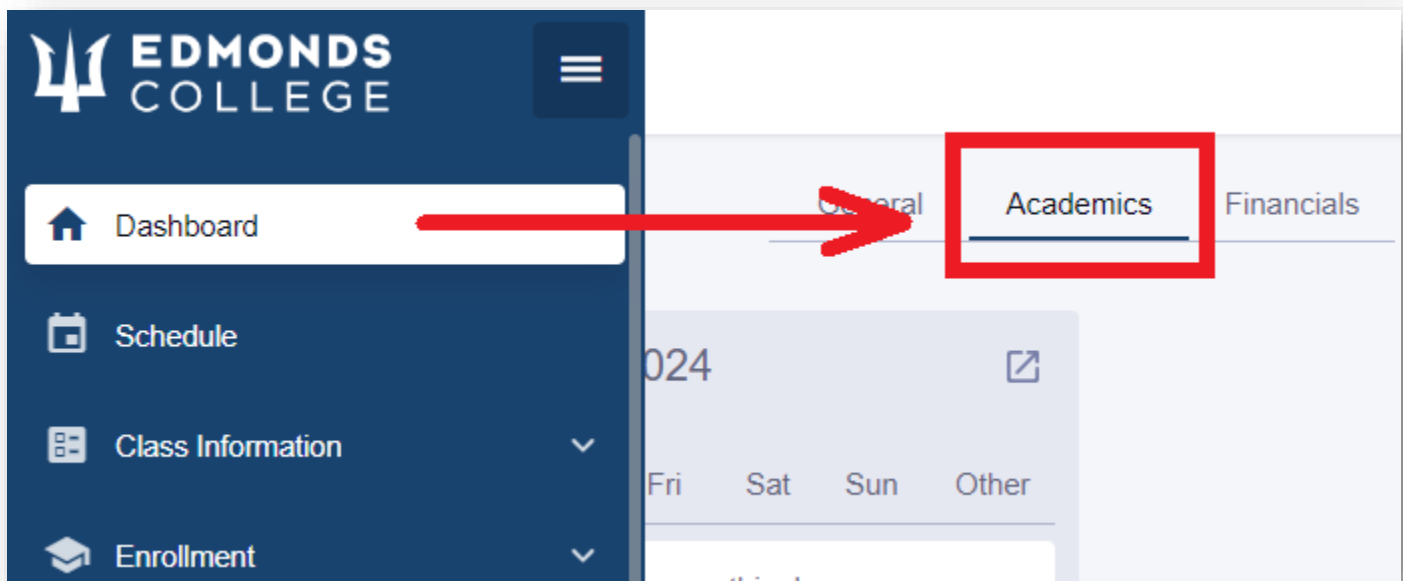 EDMONDS
COLLEGE
Dashboard
General Academics Financials
Schedule
024
Class Information
Fri Sat Sun Other
Enrollment